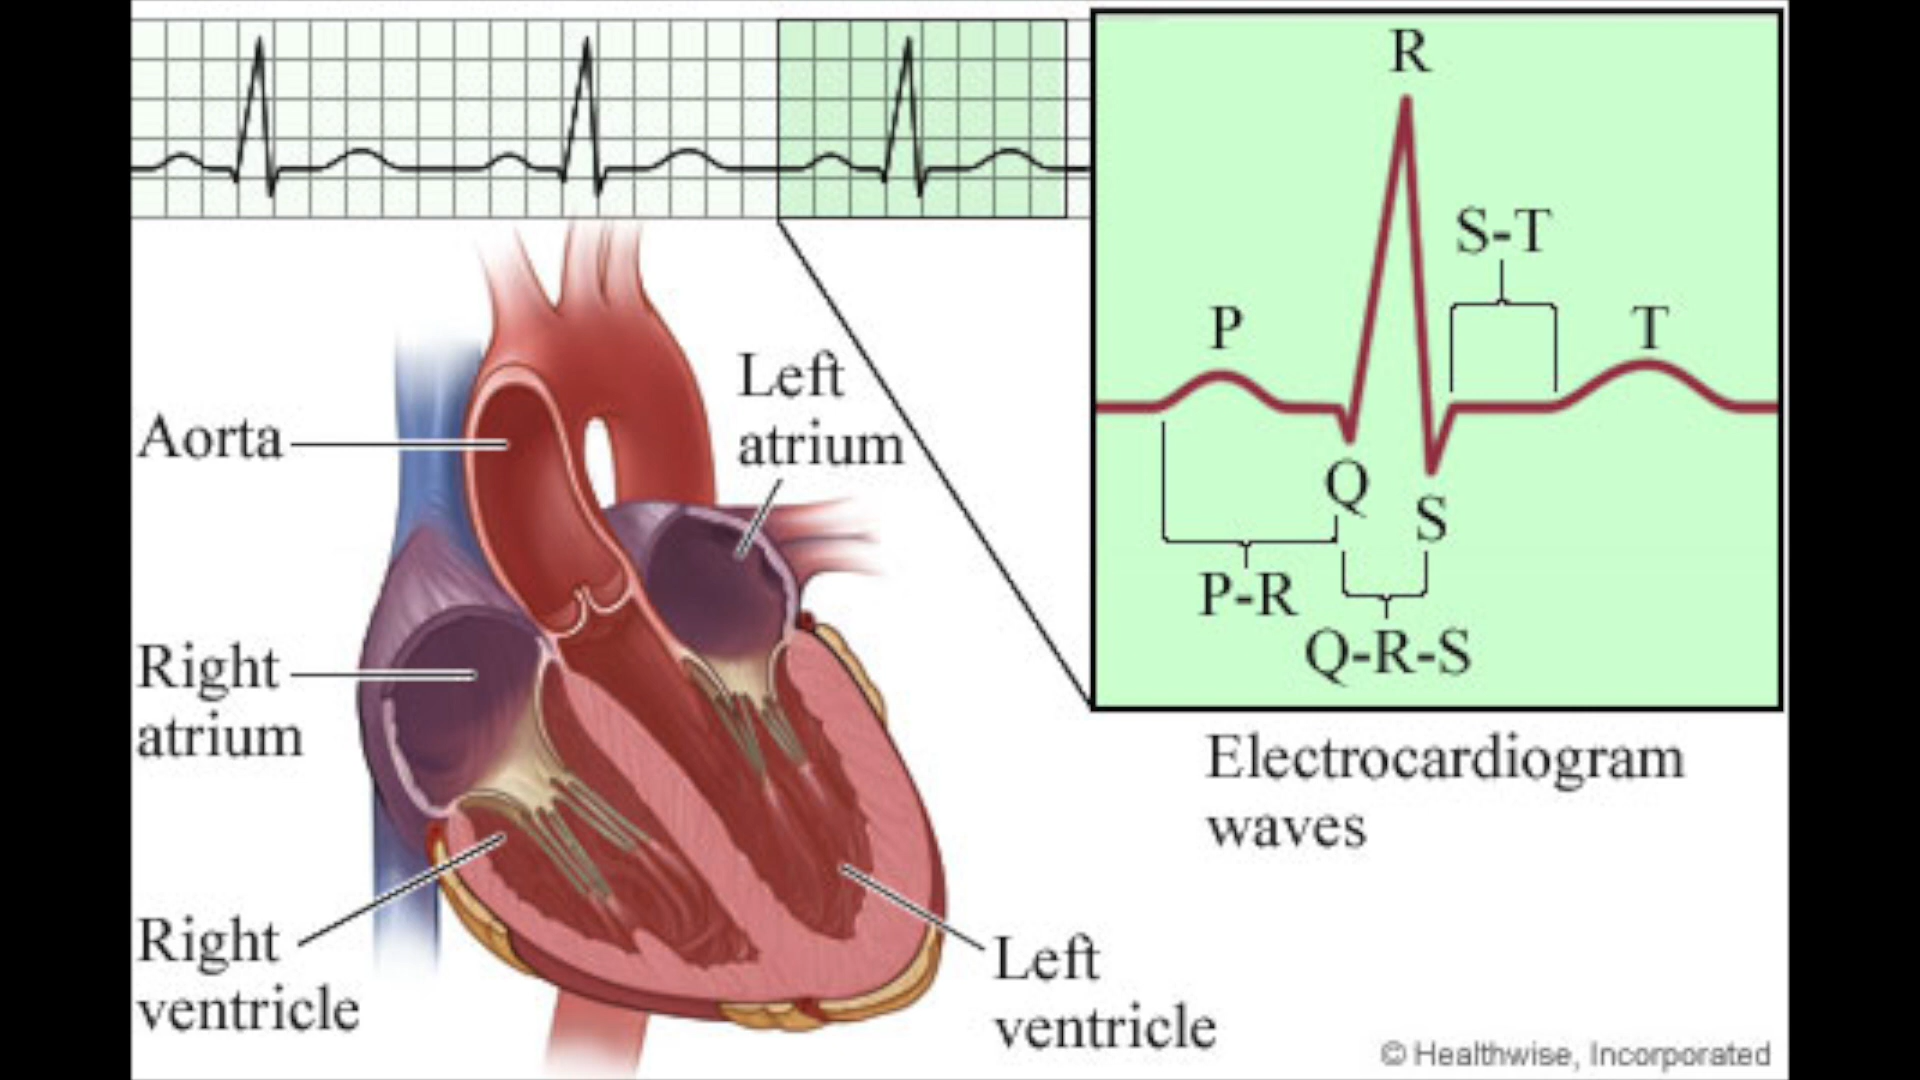 R
S-T
P
T
Q
S
P-R
Q-R-S
Electrocardiogram
waves
Left
atrium
Aorta
Right
atrium
Right
ventricle
Left
ventricle
© Healthwise, Incorporated